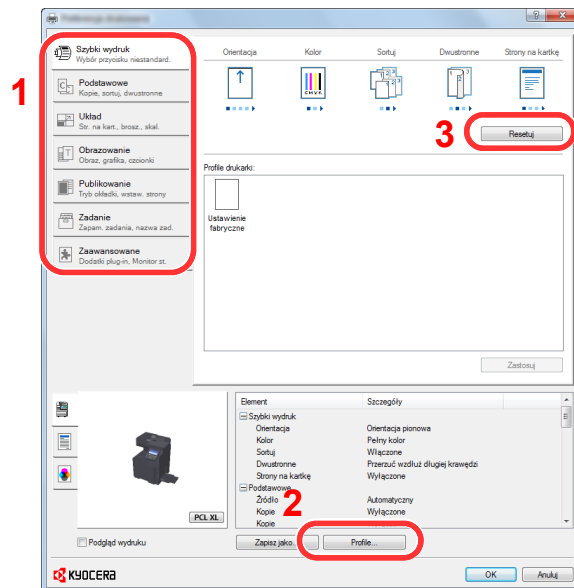 Preferencje drukowania
1
Szybki wydruk
Wybór przycisku niestandard.
Podstawowe
Kopie, sortuj, dwustronne
Układ
Str. na kart., brosz., skal.
Obrazowanie
Obraz, grafika, czcionki
Publikowanie
Tryb okładki, wstaw. strony
Zadanie
Zapam. zadania, nazwa zad.
Zaawansowane
Dodatki plug-in, Monitor st.
Orientacja Kolor Sortuj Dwustronne Strony na kartkę
CMYK
3
Resetuj
Profile drukarki:
Ustawienie
fabryczne
Zastosuj
Element Szczegóły
Szybki wydruk
Orientacja Orientacja pionowa
Kolor Pełny kolor
Sortuj Włączone
Dwustronne Przerzuć wzdłuż długiej krawędzi
Strony na kartkę Wyłączone
Podstawowe
Źródło Automatyczny
Kopie Wyłączone
Kopie
2
PCL XL
Podgląd wydruku
Zapisz jako.
Profile...
KYOCERA
OK Anuluj